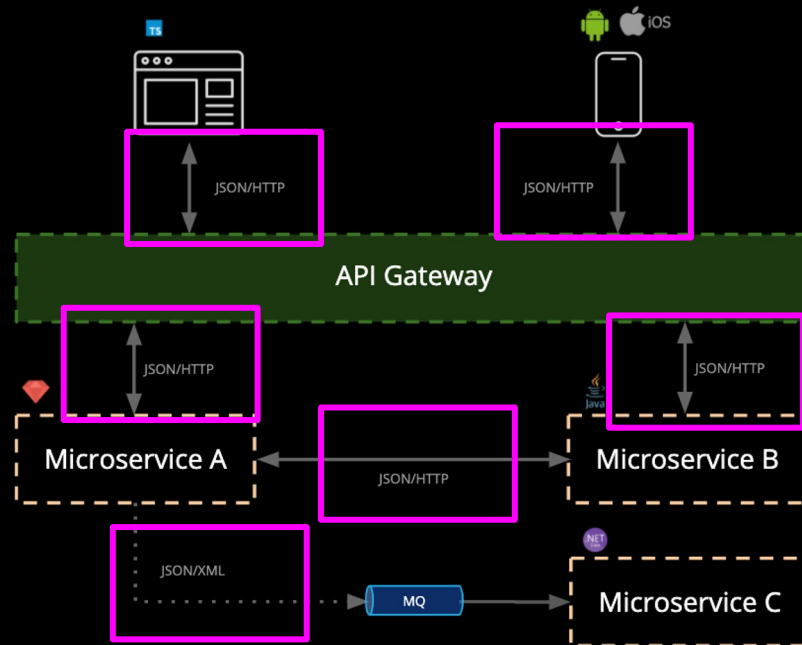 TS
iOS
JSON/HTTP
JSON/HTTP
API Gateway
JSON/HTTP
JSON/HTTP
Java
Microservice A
Microservice B
JSON/HTTP
.NET
JSON/XML
MQ
Microservice C